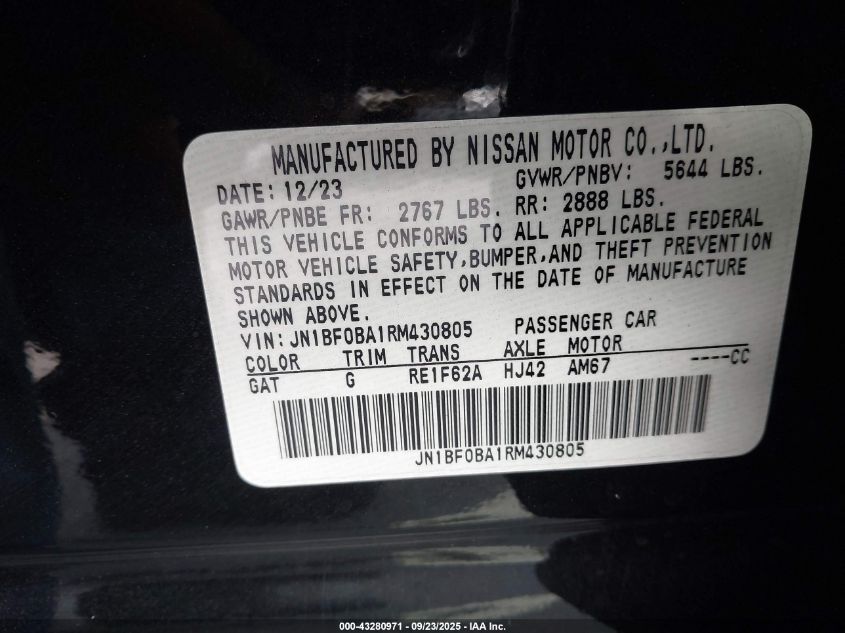 MANUFACTURED BY NISSAN MOTOR CO.,LTD.
DATE: 12/23 GVWR/PNBV: 5644 LBS.
GAWR/PNBE FR: 2767 LBS. RR: 2888 LBS.
THIS VEHICLE CONFORMS TO ALL APPLICABLE FEDERAL
MOTOR VEHICLE SAFETY,BUMPER,AND THEFT PREVENTION
STANDARDS IN EFFECT ON THE DATE OF MANUFACTURE
SHOWN ABOVE.
VIN: JN1BF0BA1RM430805 PASSENGER CAR
COLOR TRIM TRANS AXLE MOTOR
GAT G RE1F62A HJ42 AM67 ----CC
JN1BF0BA1RM430805
000-43280971 - 09/23/2025 - IAA Inc.